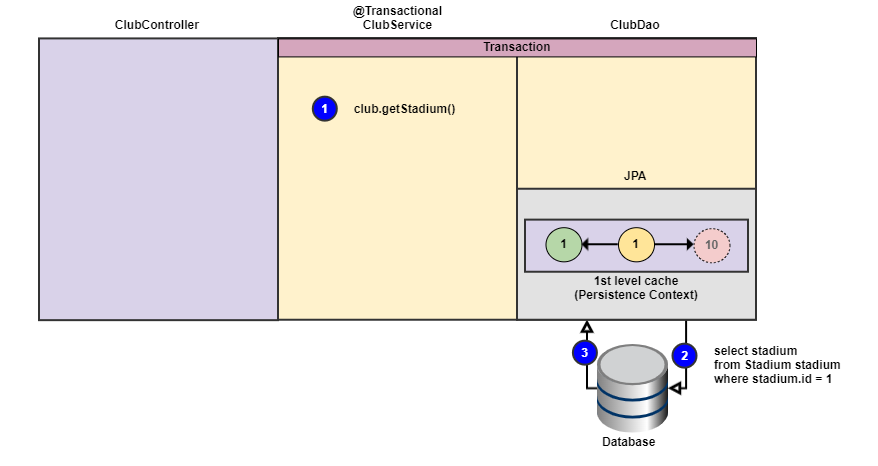 @Transactional
ClubController
ClubService
ClubDao
Transaction
1
club.getStadium()
JPA
1
1
10
1st level cache
(Persistence Context)
3
2
select stadium
from Stadium stadium
where stadium.id = 1
Database